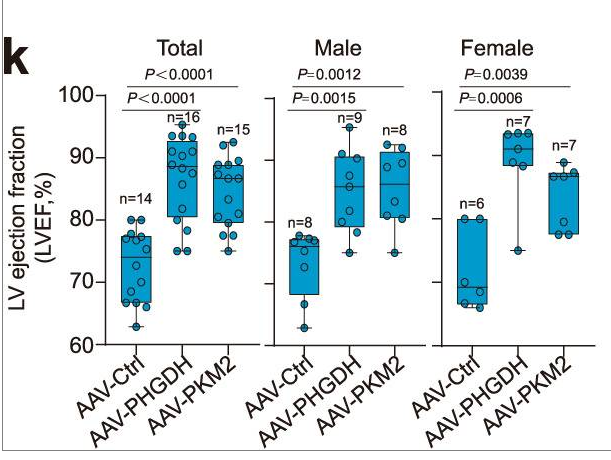 k
Total
Male
Female
P<0.0001
P=0.0012
P=0.0039
P<0.0001
P=0.0015
P=0.0006
LV ejection fraction
(LVEF,%)
100
90
80
70
60
n=14
n=16
n=15
n=8
n=9
n=8
n=6
n=7
n=7
AAV-Ctrl
AAV-PHGDH
AAV-PKM2
AAV-Ctrl
AAV-PHGDH
AAV-PKM2
AAV-Ctrl
AAV-PHGDH
AAV-PKM2